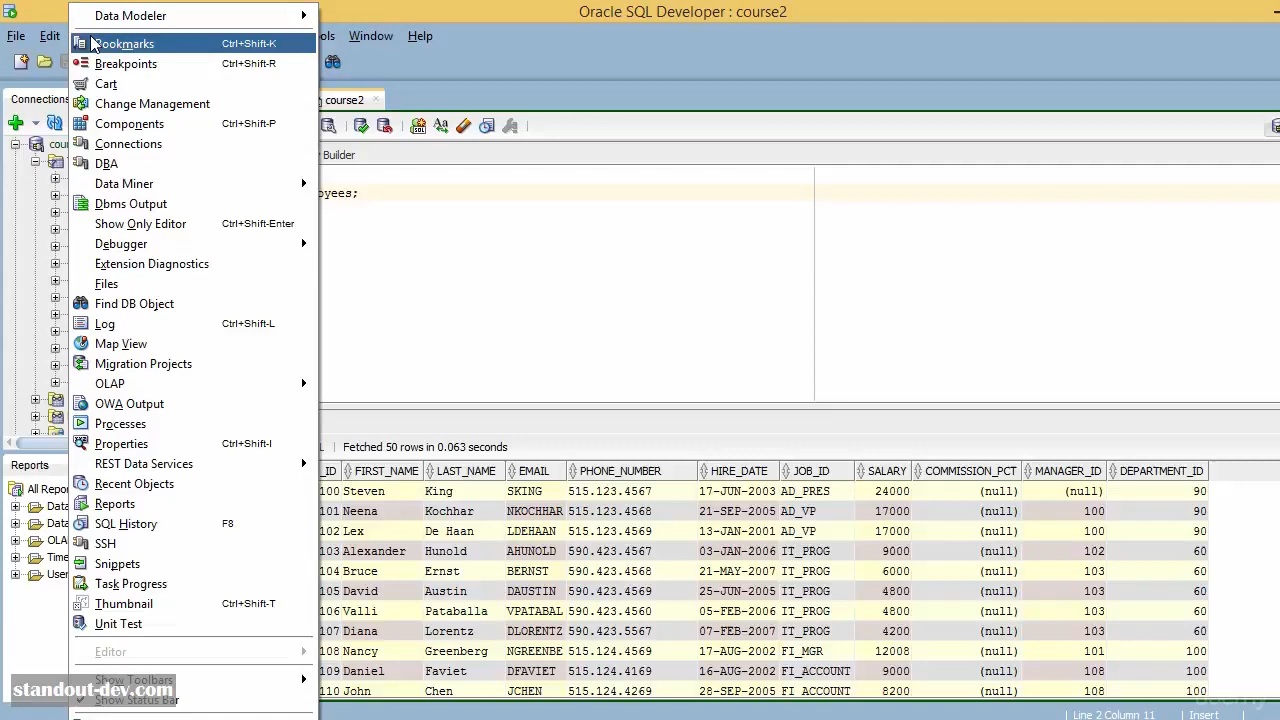 Oracle SQL Developer : course2
File Edit Window Help
Data Modeler
Bookmarks Ctrl+Shift-K
Breakpoints Ctrl+Shift-R
Cart
Change Management
Components Ctrl+Shift-P
Connections
DBA
Data Miner
Dbms Output
Show Only Editor Ctrl+Shift-Enter
Debugger
Extension Diagnostics
Files
Find DB Object
Log Ctrl+Shift-L
Map View
Migration Projects
OLAP
OWA Output
Processes
Properties Ctrl+Shift-I
REST Data Services
Recent Objects
Reports
SQL History F8
SSH
Snippets
Task Progress
Thumbnail Ctrl+Shift-T
Unit Test
Editor
Show Toolbars
Show Status Bar
standout-dev.com
Connections
Reports
All Repo
Data
Data
OLA
Time
User
course2
Builder
oyees;
Fetched 50 rows in 0.063 seconds
_ID FIRST_NAME LAST_NAME EMAIL PHONE_NUMBER HIRE_DATE JOB_ID SALARY COMMISSION_PCT MANAGER_ID DEPARTMENT_ID
100 Steven King SKING 515.123.4567 17-JUN-2003 AD_PRES 24000 (null) (null) 90
101 Neena Kochhar NKOCHHAR 515.123.4568 21-SEP-2005 AD_VP 17000 (null) 100 90
102 Lex De Haan LDEHAAN 515.123.4569 13-JAN-2001 AD_VP 17000 (null) 100 90
103 Alexander Hunold AHUNOLD 590.423.4567 03-JAN-2006 IT_PROG 9000 (null) 102 60
104 Bruce Ernst BERNST 590.423.4568 21-MAY-2007 IT_PROG 6000 (null) 103 60
105 David Austin DAUSTIN 590.423.4569 25-JUN-2005 IT_PROG 4800 (null) 103 60
106 Valli Pataballa VPATABAL 590.423.4560 05-FEB-2006 IT_PROG 4800 (null) 103 60
107 Diana Lorentz DLORENTZ 590.423.5567 07-FEB-2007 IT_PROG 4200 (null) 103 60
108 Nancy Greenberg NGREENBE 515.124.4569 17-AUG-2002 FI_MGR 12008 (null) 101 100
109 Daniel Faviet DFAVIET 515.124.4169 16-AUG-2002 FI_ACCOUNT 9000 (null) 108 100
110 John Chen JCHEN 515.124.4269 28-SEP-2005 FI_ACCOUNT 8200 (null) 108 100
Line 2 Column 11 Insert